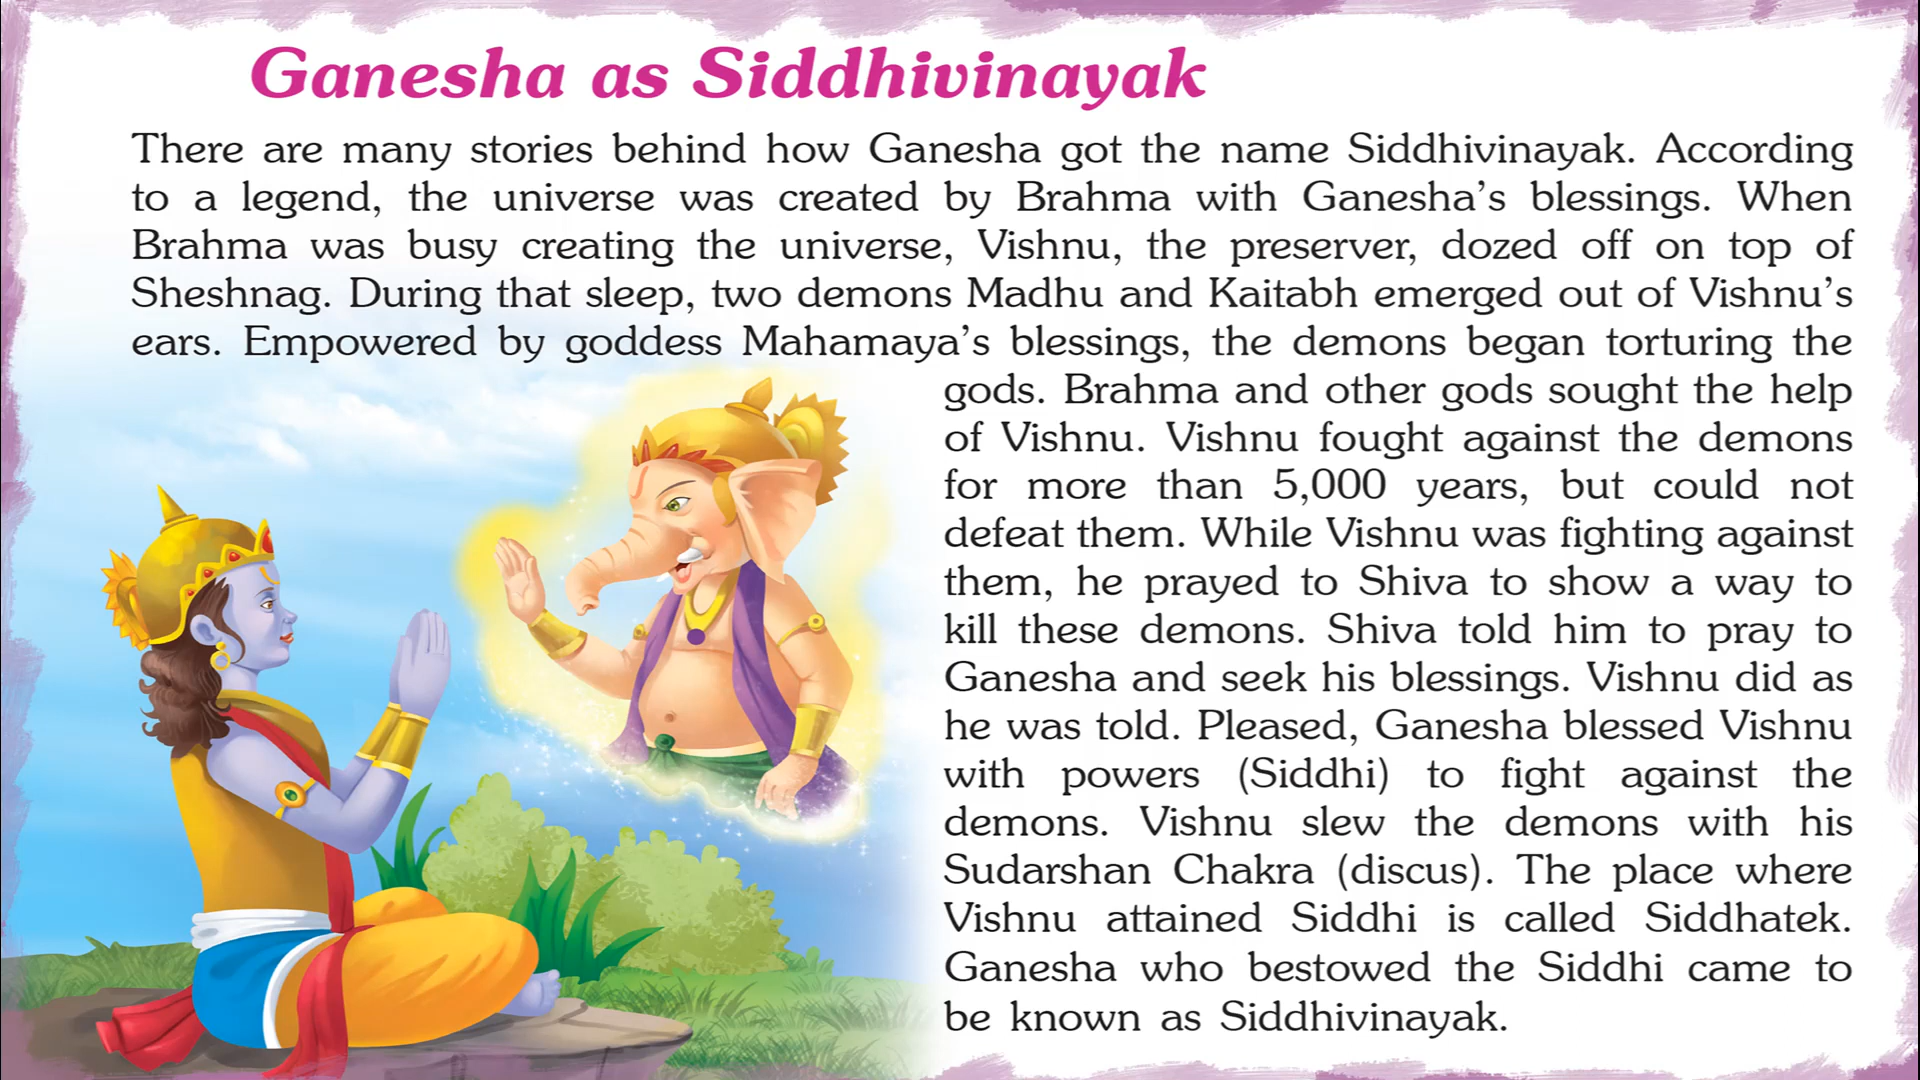 Ganesha as Siddhivinayak
There are many stories behind how Ganesha got the name Siddhivinayak. According
to a legend, the universe was created by Brahma with Ganesha’s blessings. When
Brahma was busy creating the universe, Vishnu, the preserver, dozed off on top of
Sheshnag. During that sleep, two demons Madhu and Kaitabh emerged out of Vishnu’s
ears. Empowered by goddess Mahamaya’s blessings, the demons began torturing the
gods. Brahma and other gods sought the help
of Vishnu. Vishnu fought against the demons
for more than 5,000 years, but could not
defeat them. While Vishnu was fighting against
them, he prayed to Shiva to show a way to
kill these demons. Shiva told him to pray to
Ganesha and seek his blessings. Vishnu did as
he was told. Pleased, Ganesha blessed Vishnu
with powers (Siddhi) to fight against the
demons. Vishnu slew the demons with his
Sudarshan Chakra (discus). The place where
Vishnu attained Siddhi is called Siddhatek.
Ganesha who bestowed the Siddhi came to
be known as Siddhivinayak.